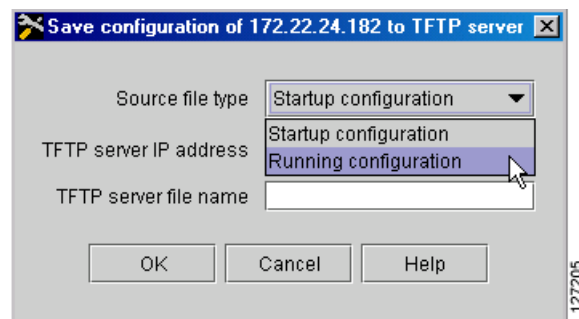 Save configuration of 172.22.24.182 to TFTP server
Source file type
Startup configuration
Startup configuration
TFTP server IP address
Running configuration
TFTP server file name
OK
Cancel
Help
127205